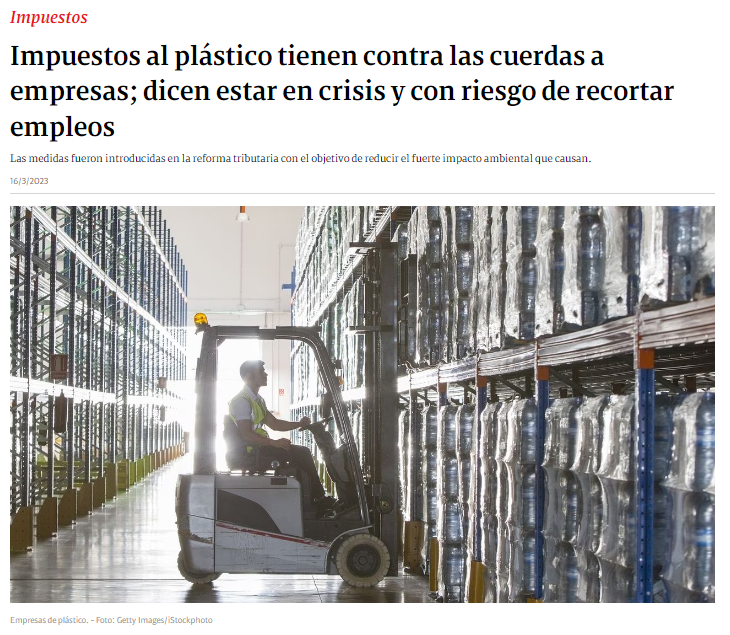 Impuestos
Impuestos al plástico tienen contra las cuerdas a
empresas; dicen estar en crisis y con riesgo de recortar
empleos
Las medidas fueron introducidas en la reforma tributaria con el objetivo de reducir el fuerte impacto ambiental que causan.
16/3/2023
Empresas de plástico. - Foto: Getty Images/iStockphoto